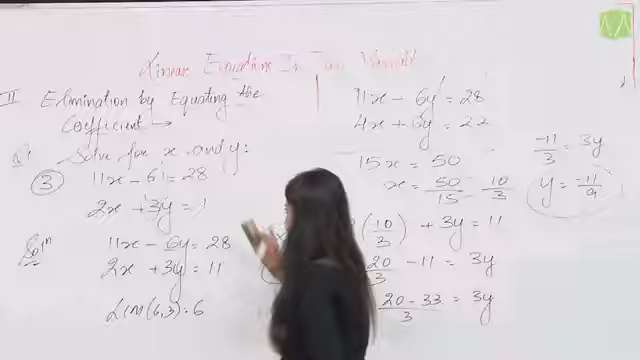 Linear Equations In Two Variable
II Elimination by Equating the
Coefficient →
Q1 Solve for x and y:
③ 11x - 6y = 28
2x + 3y = 1
Solⁿ 11x - 6y = 28
2x + 3y = 11
LCM(6,3) = 6
11x - 6y = 28
4x + 6y = 22
15x = 50
x = 50/15 = 10/3
(10/3) + 3y = 11
20/3 - 11 = 3y
20 - 33/3 = 3y
-11/3 = 3y
y = -11/9